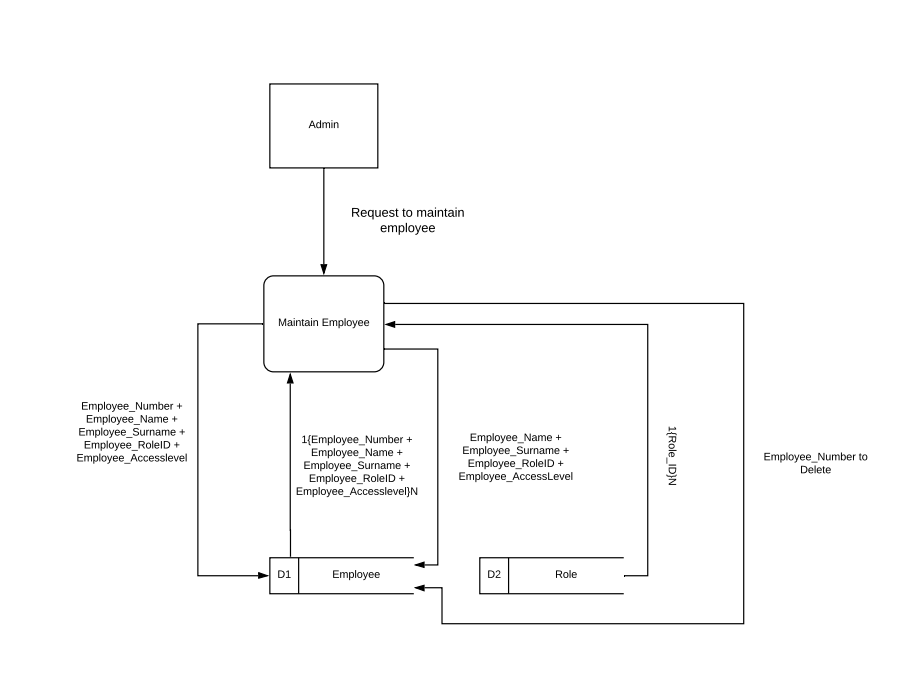 Admin
Request to maintain
employee
Maintain Employee
Employee_Number +
Employee_Name +
Employee_Surname +
Employee_RoleID +
Employee_Accesslevel
1{Employee_Number +
Employee_Name +
Employee_Surname +
Employee_RoleID +
Employee_Accesslevel}N
Employee_Name +
Employee_Surname +
Employee_RoleID +
Employee_AccessLevel
1{Role_ID}N
Employee_Number to
Delete
D1
Employee
D2
Role